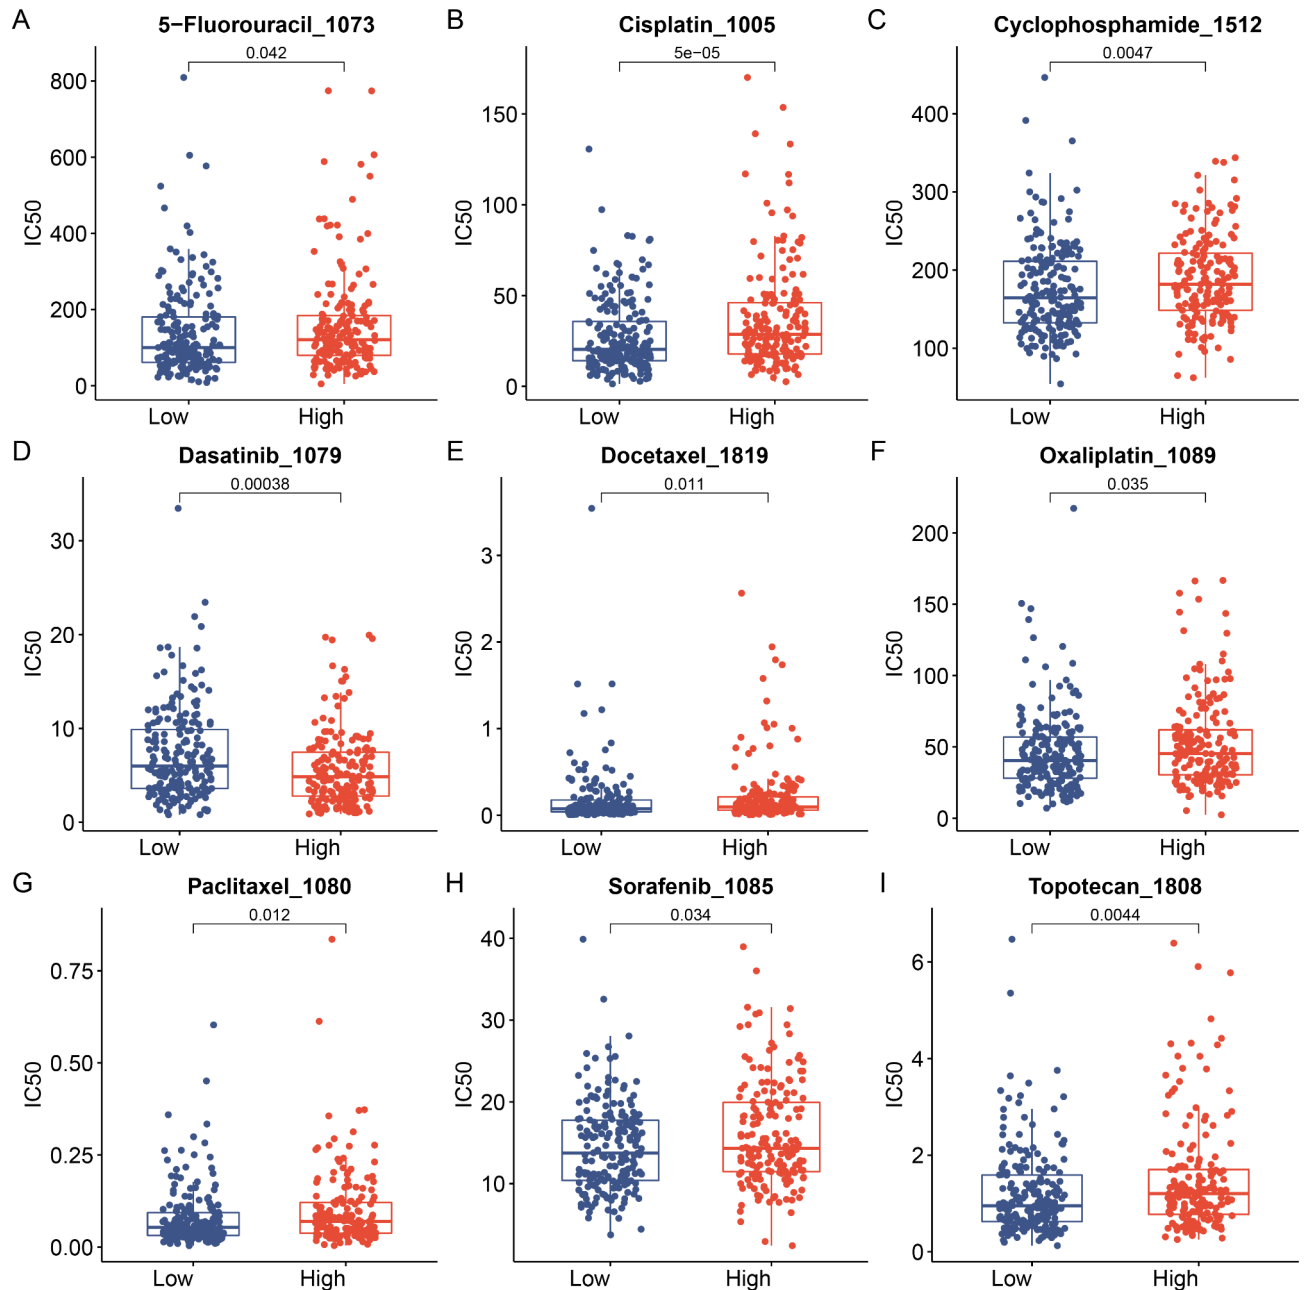 A 5−Fluorouracil_1073
0.042
800
600
400
200
0
IC50
Low High
B Cisplatin_1005
5e−05
150
100
50
0
IC50
Low High
C Cyclophosphamide_1512
0.0047
400
300
200
100
IC50
Low High
D Dasatinib_1079
0.00038
30
20
10
0
IC50
Low High
E Docetaxel_1819
0.011
3
2
1
0
IC50
Low High
F Oxaliplatin_1089
0.035
200
150
100
50
0
IC50
Low High
G Paclitaxel_1080
0.012
0.75
0.50
0.25
0.00
IC50
Low High
H Sorafenib_1085
0.034
40
30
20
10
IC50
Low High
I Topotecan_1808
0.0044
6
4
2
0
IC50
Low High